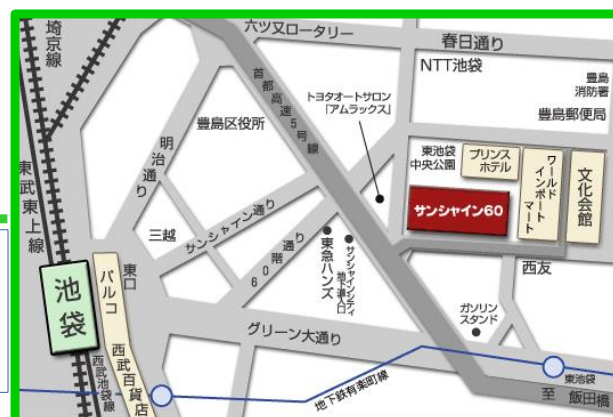 埼京線
六ツ又ロータリー
春日通り
NTT池袋
豊島
消防署
豊島郵便局
首都高速5号線
トヨタオートサロン
「アムラックス」
豊島区役所
明治通り
東武東上線
東池袋
中央公園
プリンス
ホテル
ワールド
インポート
マート
文化会館
サンシャイン60
三越
サンシャイン通り
60階通り
東急ハンズ
サンシャインシティ
地下道入口
西友
東口
パルコ
池袋
西武百貨店
西武池袋線
グリーン大通り
ガソリン
スタンド
地下鉄有楽町線
東池袋
至 飯田橋